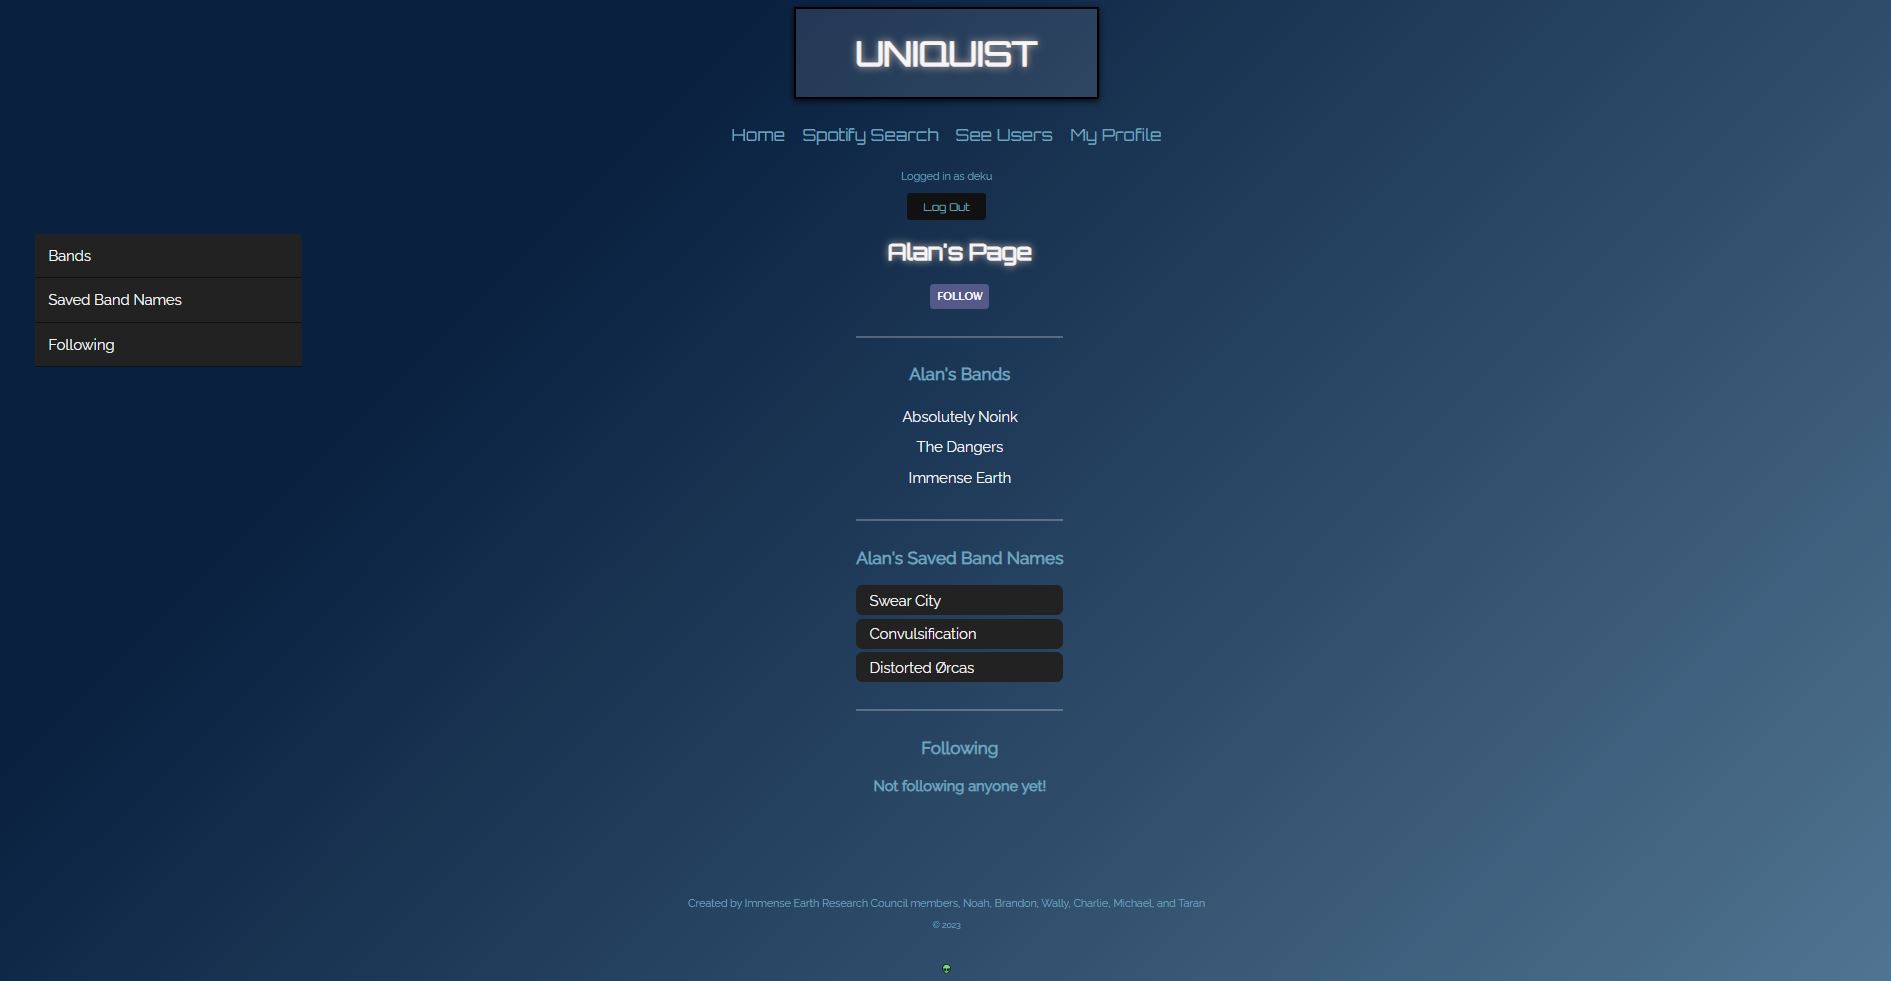 UNIQUIST
Home Spotify Search See Users My Profile
Logged in as deku
Log Out
Bands
Saved Band Names
Following
Alan's Page
FOLLOW
Alan's Bands
Absolutely Noink
The Dangers
Immense Earth
Alan's Saved Band Names
Swear City
Convulsification
Distorted Ørcas
Following
Not following anyone yet!
Created by Immense Earth Research Council members, Noah, Brandon, Wally, Charlie, Michael, and Taran
© 2023